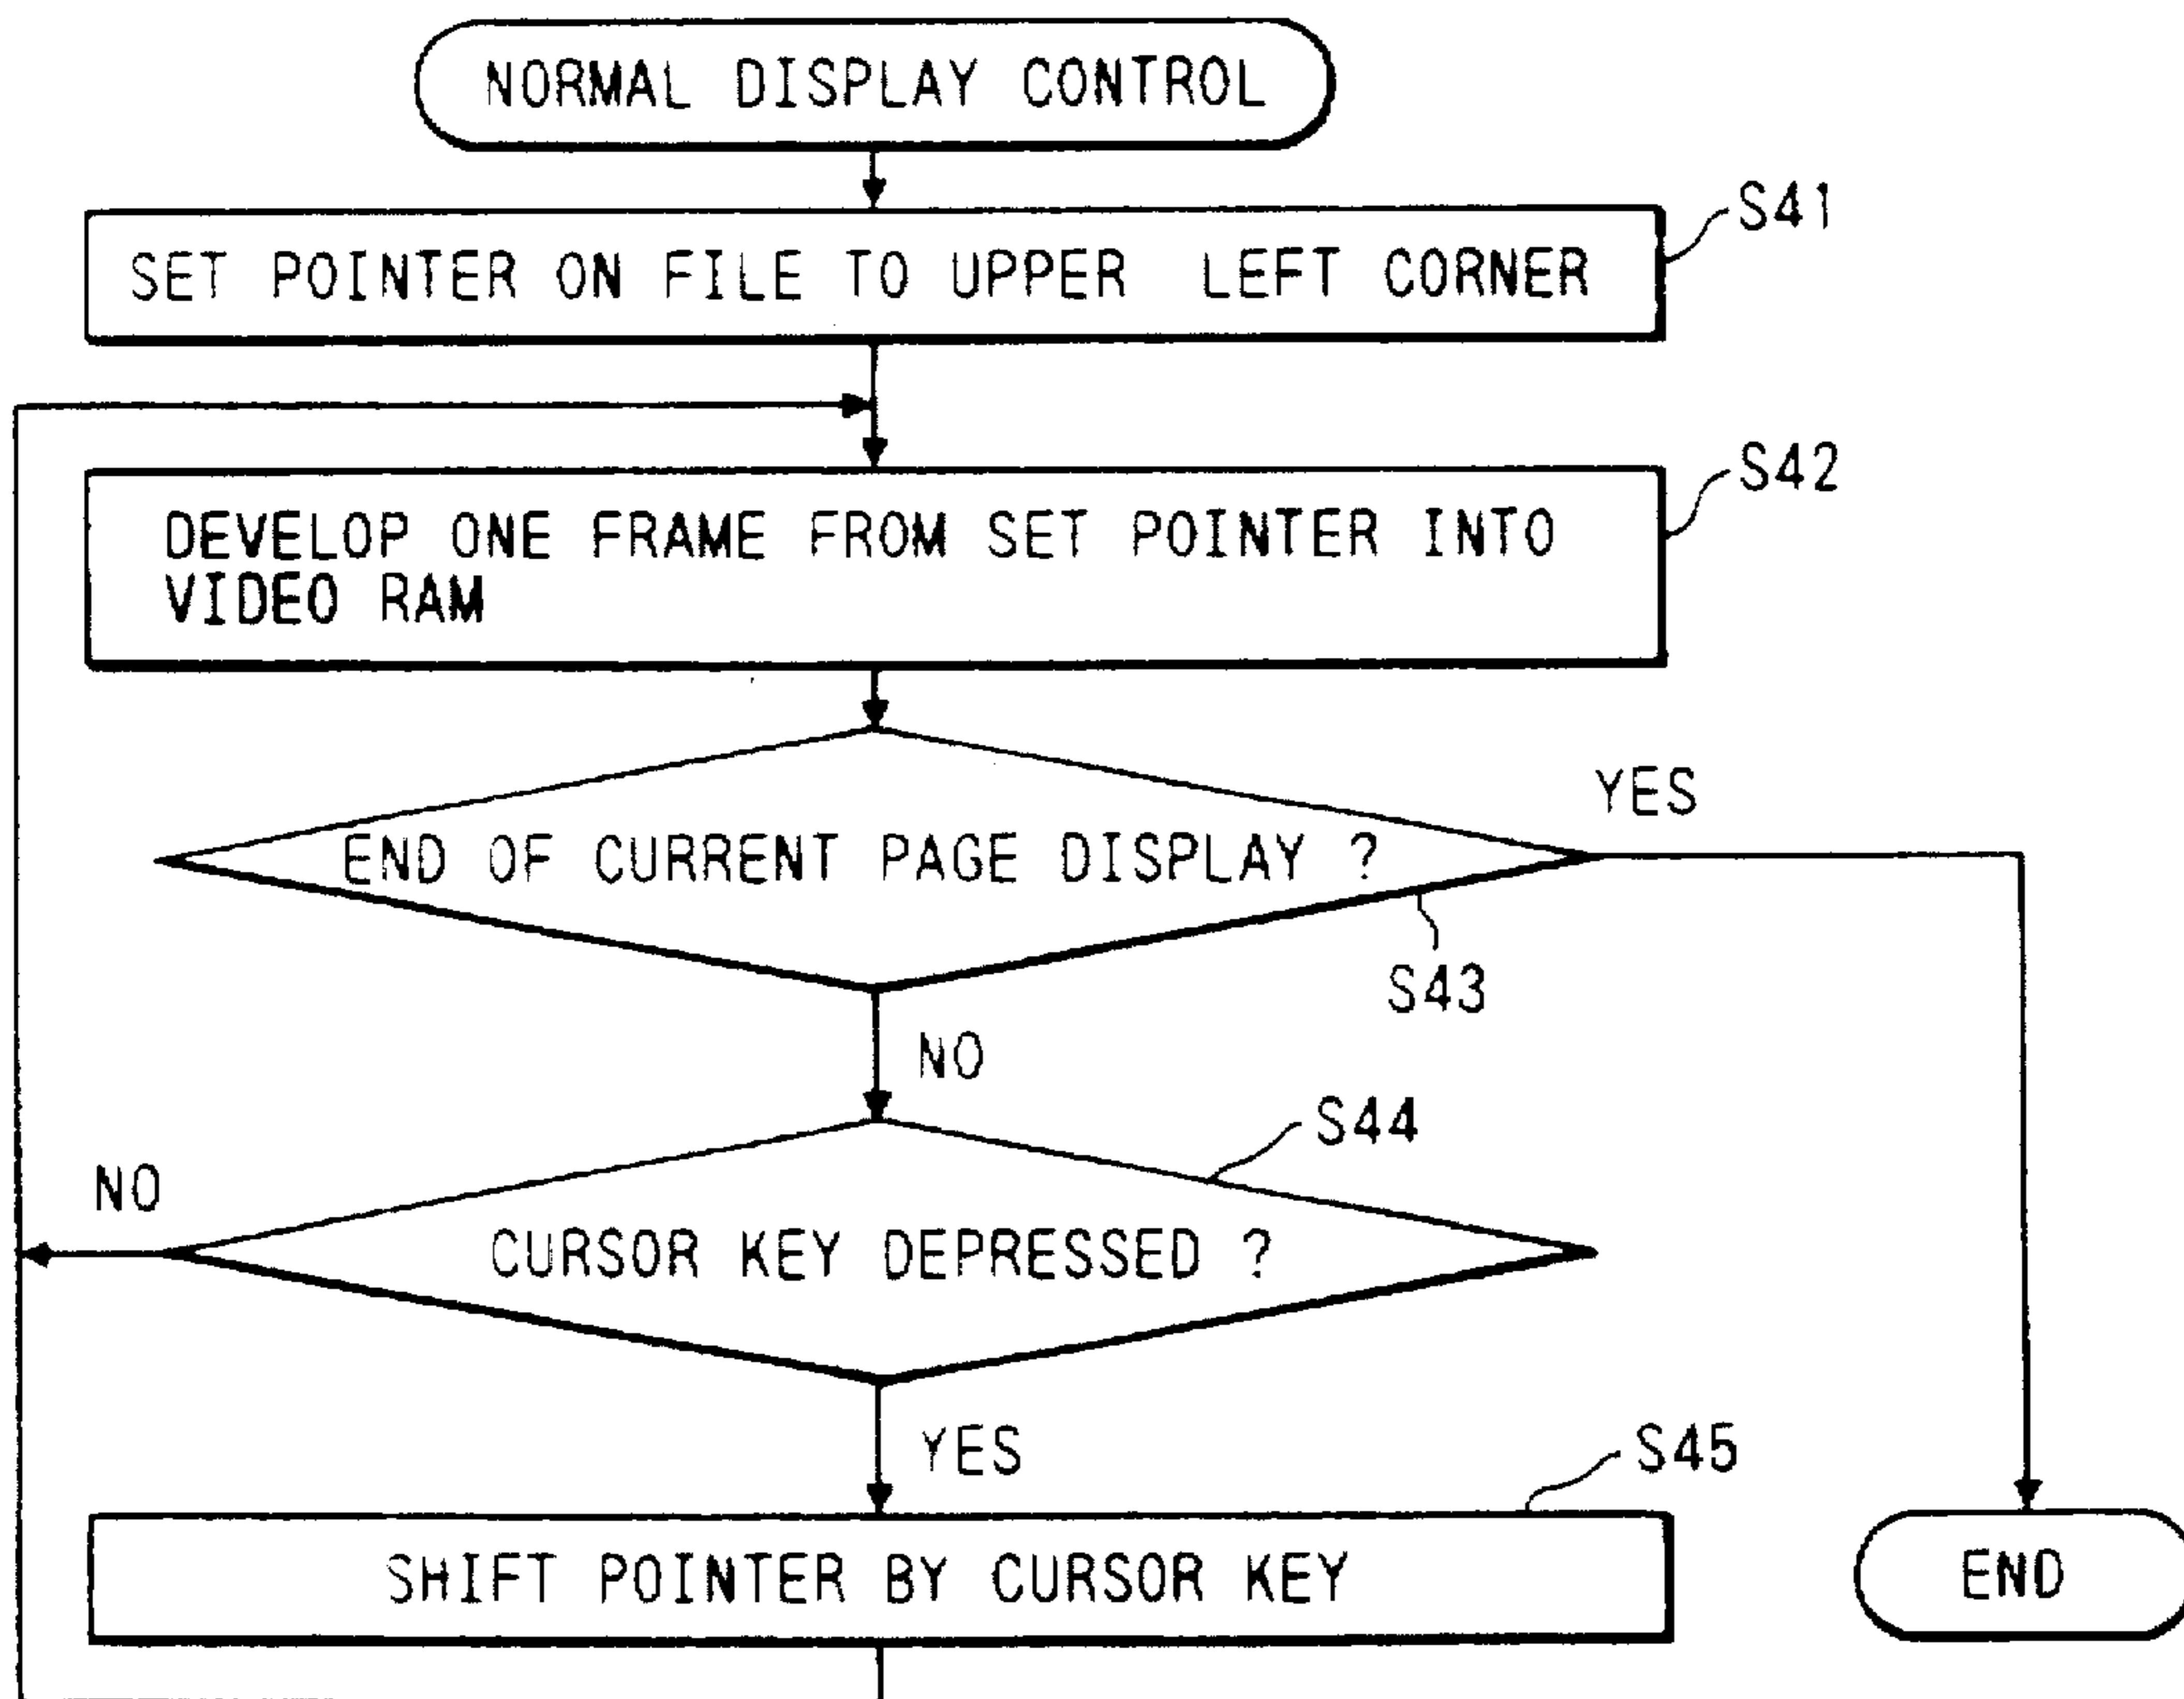 NORMAL DISPLAY CONTROL
S41
SET POINTER ON FILE TO UPPER LEFT CORNER
S42
DEVELOP ONE FRAME FROM SET POINTER INTO
VIDEO RAM
YES
END OF CURRENT PAGE DISPLAY ?
S43
NO
S44
NO
CURSOR KEY DEPRESSED ?
YES
S45
SHIFT POINTER BY CURSOR KEY
END